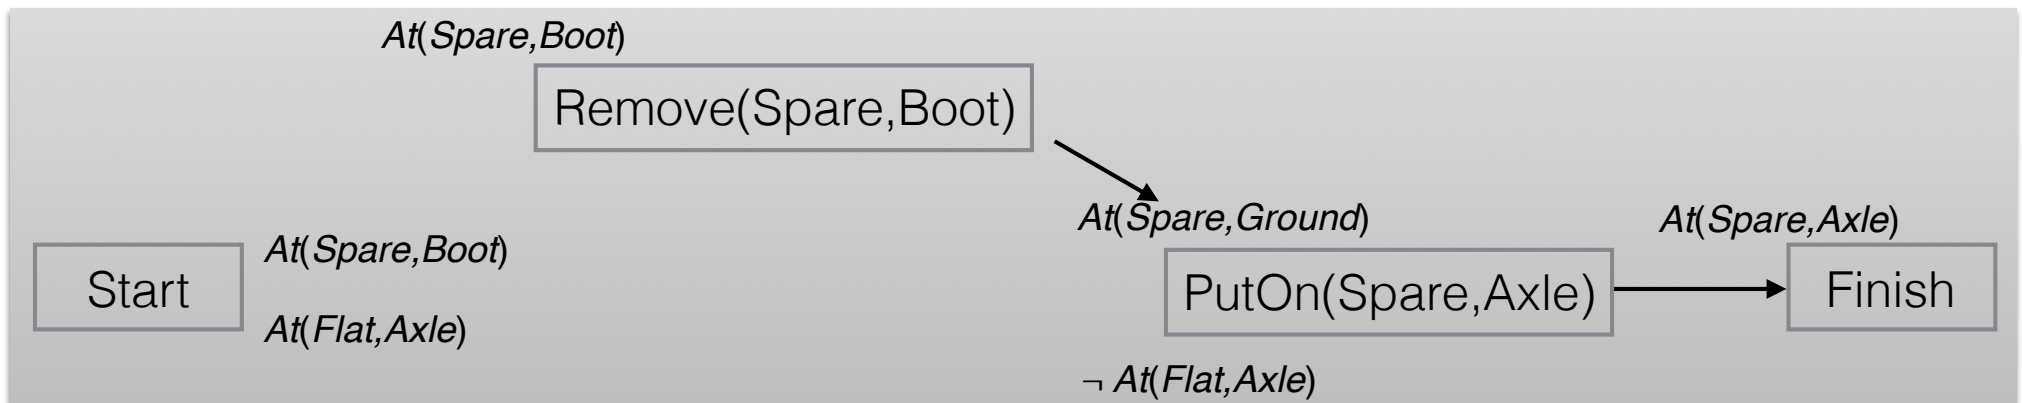 At(Spare,Boot)
Remove(Spare,Boot)
At(Spare,Ground)
At(Spare,Axle)
Start
At(Spare,Boot)
At(Flat,Axle)
PutOn(Spare,Axle)
Finish
¬ At(Flat,Axle)